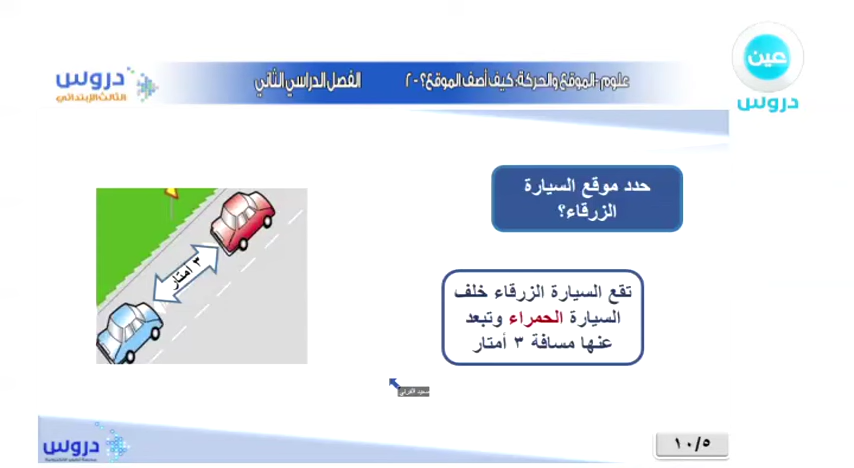 عين
دروس
علوم -الموقع والحركة: كيف أصف الموقع؟ -٢
الفصل الدراسي الثاني
دروس
الثالث الإبتدائي
حدد موقع السيارة
الزرقاء؟
٣ أمتار
تقع السيارة الزرقاء خلف
السيارة الحمراء وتبعد
عنها مسافة ٣ أمتار
دروس
١٠/٥